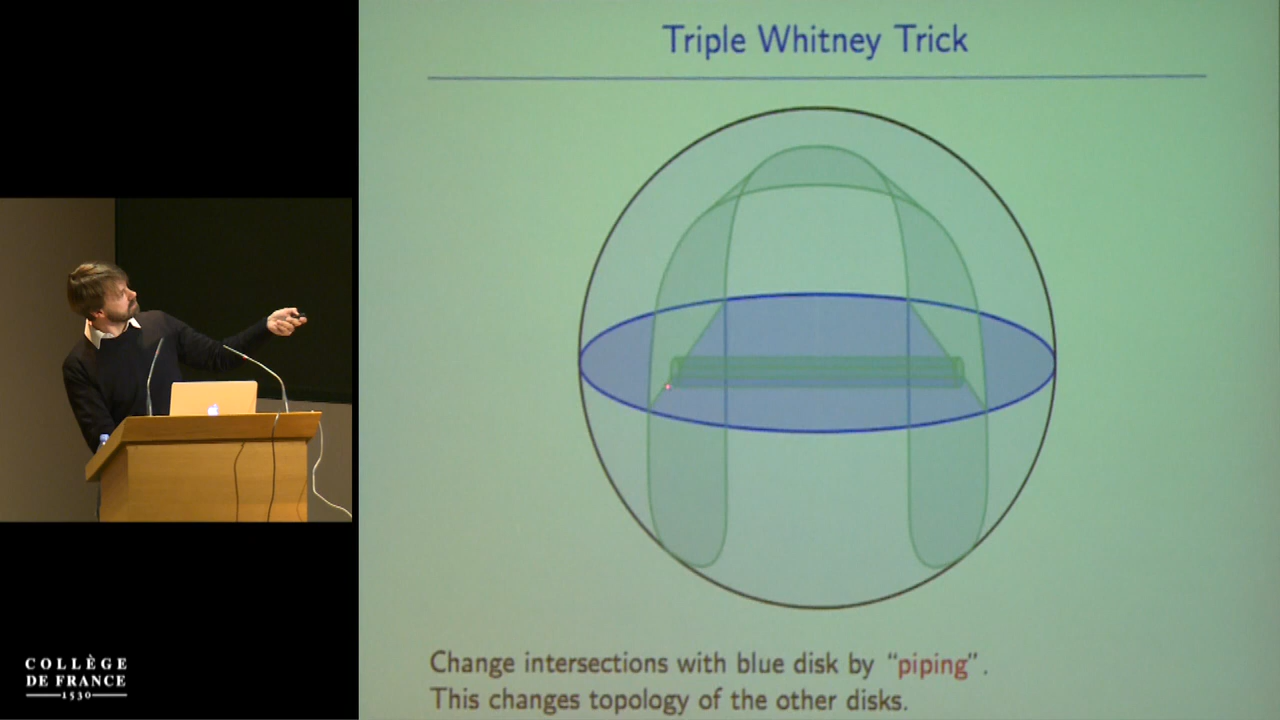 Triple Whitney Trick
Change intersections with blue disk by “piping”.
This changes topology of the other disks.
COLLÈGE
DE FRANCE
1530